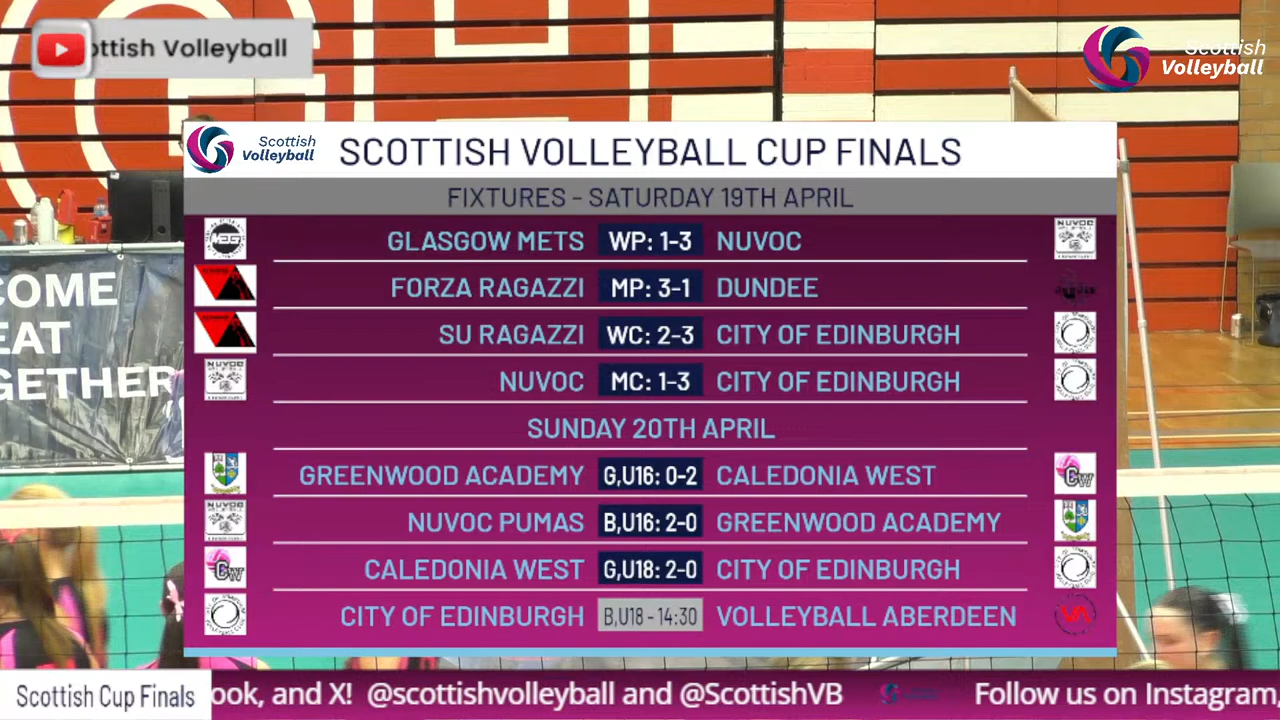 ottish Volleyball
Scottish
Volleyball
Scottish
Volleyball
SCOTTISH VOLLEYBALL CUP FINALS
FIXTURES - SATURDAY 19TH APRIL
GLASGOW METS WP: 1-3 NUVOC
FORZA RAGAZZI MP: 3-1 DUNDEE
SU RAGAZZI WC: 2-3 CITY OF EDINBURGH
NUVOC MC: 1-3 CITY OF EDINBURGH
SUNDAY 20TH APRIL
GREENWOOD ACADEMY G,U16: 0-2 CALEDONIA WEST
NUVOC PUMAS B,U16: 2-0 GREENWOOD ACADEMY
CALEDONIA WEST G,U18: 2-0 CITY OF EDINBURGH
CITY OF EDINBURGH B,U18 - 14:30 VOLLEYBALL ABERDEEN
COME
EAT
GETHER
Scottish Cup Finals
ook, and X! @scottishvolleyball and @ScottishVB Follow us on Instagram,